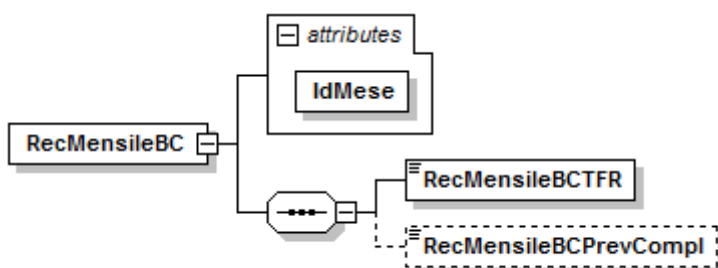 attributes
IdMese
RecMensileBC
RecMensileBCTFR
RecMensileBCPrevCompl